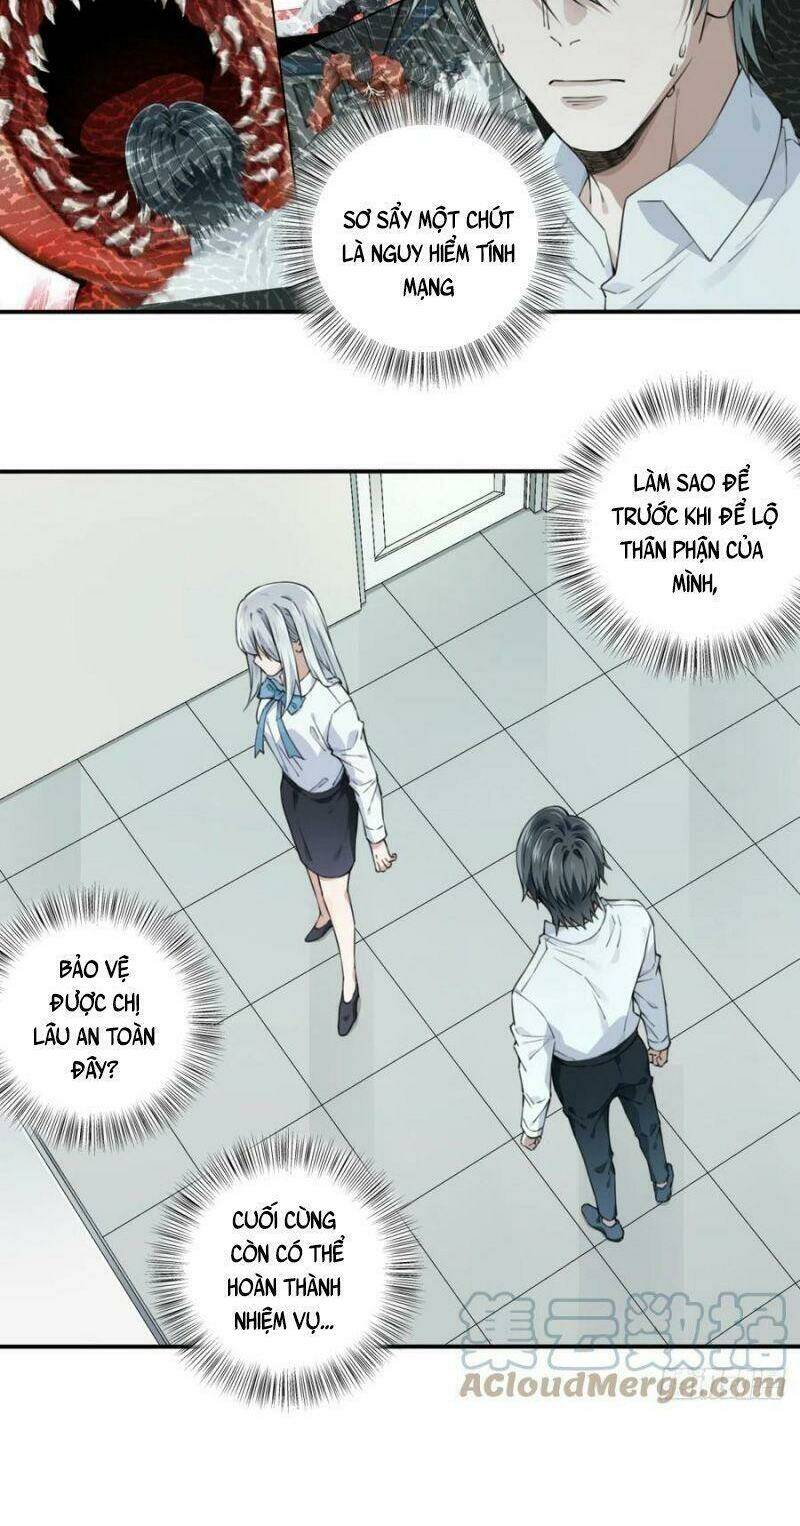 SƠ SẨY MỘT CHÚT
LÀ NGUY HIỂM TÍNH
MẠNG
LÀM SAO ĐỂ
TRƯỚC KHI ĐỂ LỘ
THÂN PHẬN CỦA
MÌNH,
BẢO VỆ
ĐƯỢC CHỊ
LÂU AN TOÀN
ĐÂY?
CUỐI CÙNG
CÒN CÓ THỂ
HOÀN THÀNH
NHIỆM VỤ...
集云数据
ACloudMerge.com